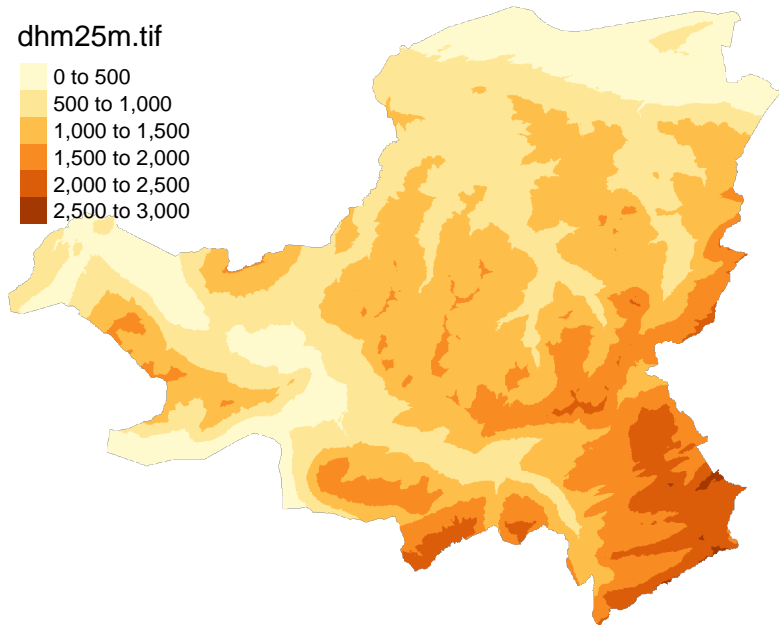 dhm25m.tif
0 to 500
500 to 1,000
1,000 to 1,500
1,500 to 2,000
2,000 to 2,500
2,500 to 3,000